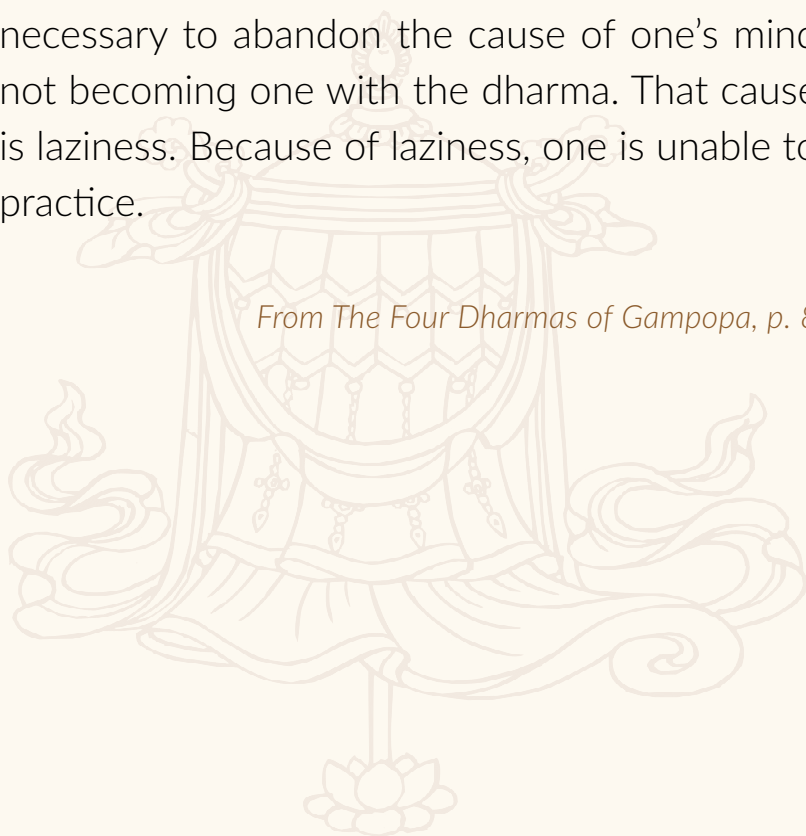 necessary to abandon the cause of one’s mind
not becoming one with the dharma. That cause
is laziness. Because of laziness, one is unable to
practice.
From The Four Dharmas of Gampopa, p. 8